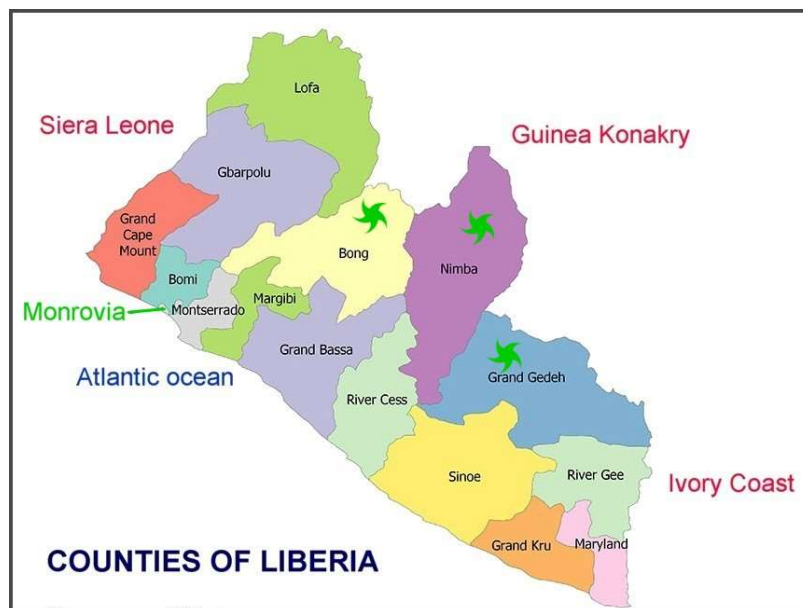 Lofa
Siera Leone
Guinea Konakry
Gbarpolu
Grand
Cape
Mount
Bong
Nimba
Bomi
Margibi
Monrovia
Montserrado
Grand Bassa
Atlantic ocean
Grand Gedeh
River Cess
Sinoe
River Gee
Ivory Coast
Grand Kru
Maryland
COUNTIES OF LIBERIA